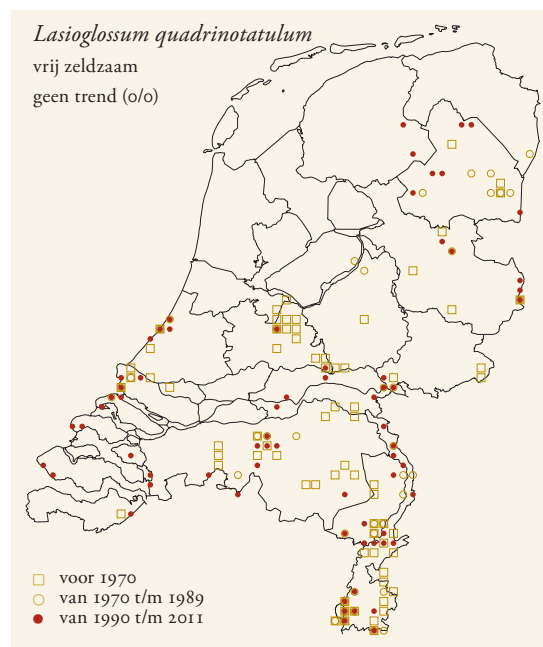 Lasioglossum quadrinotatulum
vrij zeldzaam
geen trend (0/0)
voor 1970
van 1970 t/m 1989
van 1990 t/m 2011